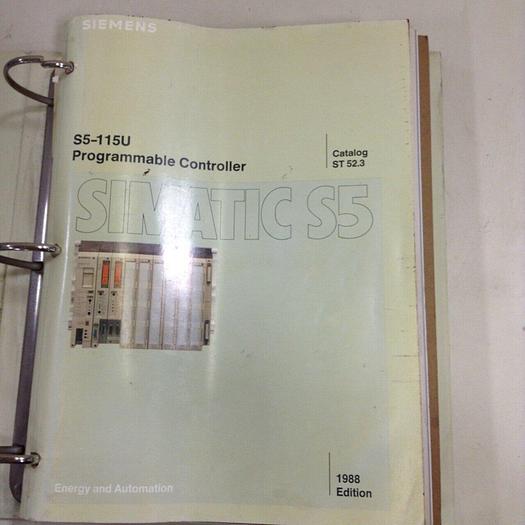 SIEMENS
S5-115U
Programmable Controller
Catalog
ST 52.3
SIMATIC S5
Energy and Automation
1988
Edition